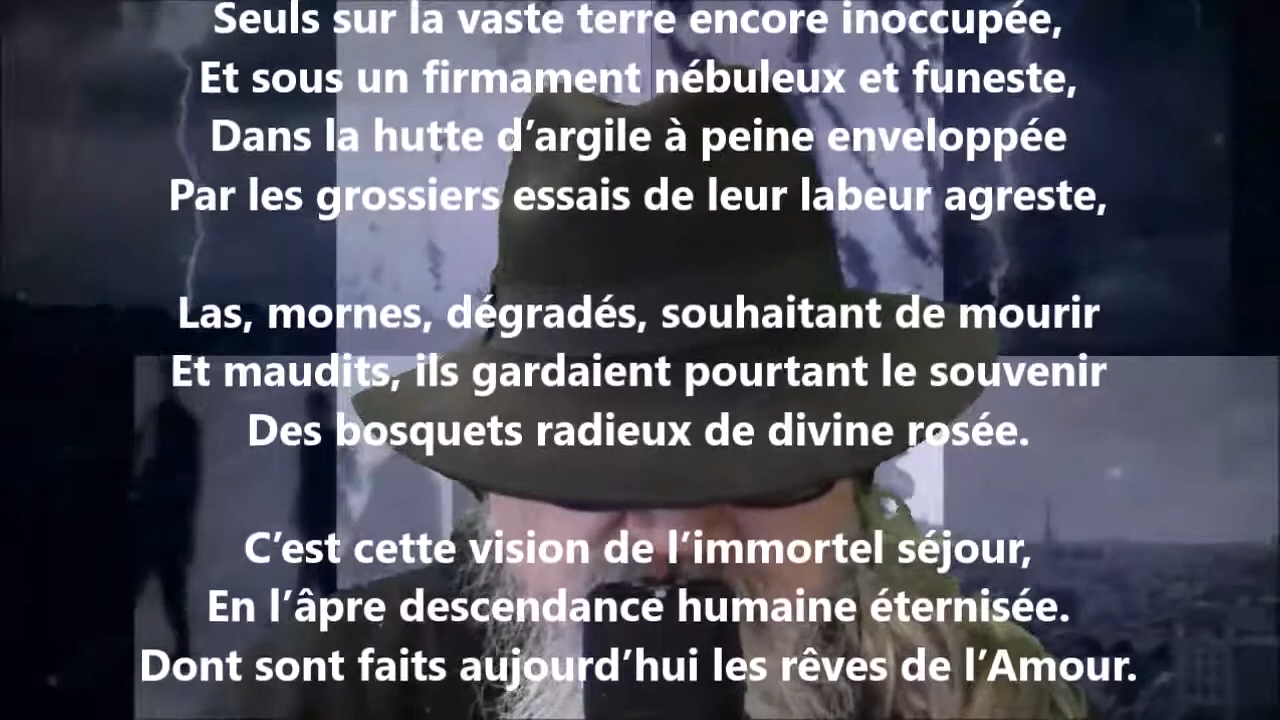 Seuls sur la vaste terre encore inoccupée,
Et sous un firmament nébuleux et funeste,
Dans la hutte d’argile à peine enveloppée
Par les grossiers essais de leur labeur agreste,
Las, mornes, dégradés, souhaitant de mourir
Et maudits, ils gardaient pourtant le souvenir
Des bosquets radieux de divine rosée.
C’est cette vision de l’immortel séjour,
En l’âpre descendance humaine éternisée.
Dont sont faits aujourd’hui les rêves de l’Amour.